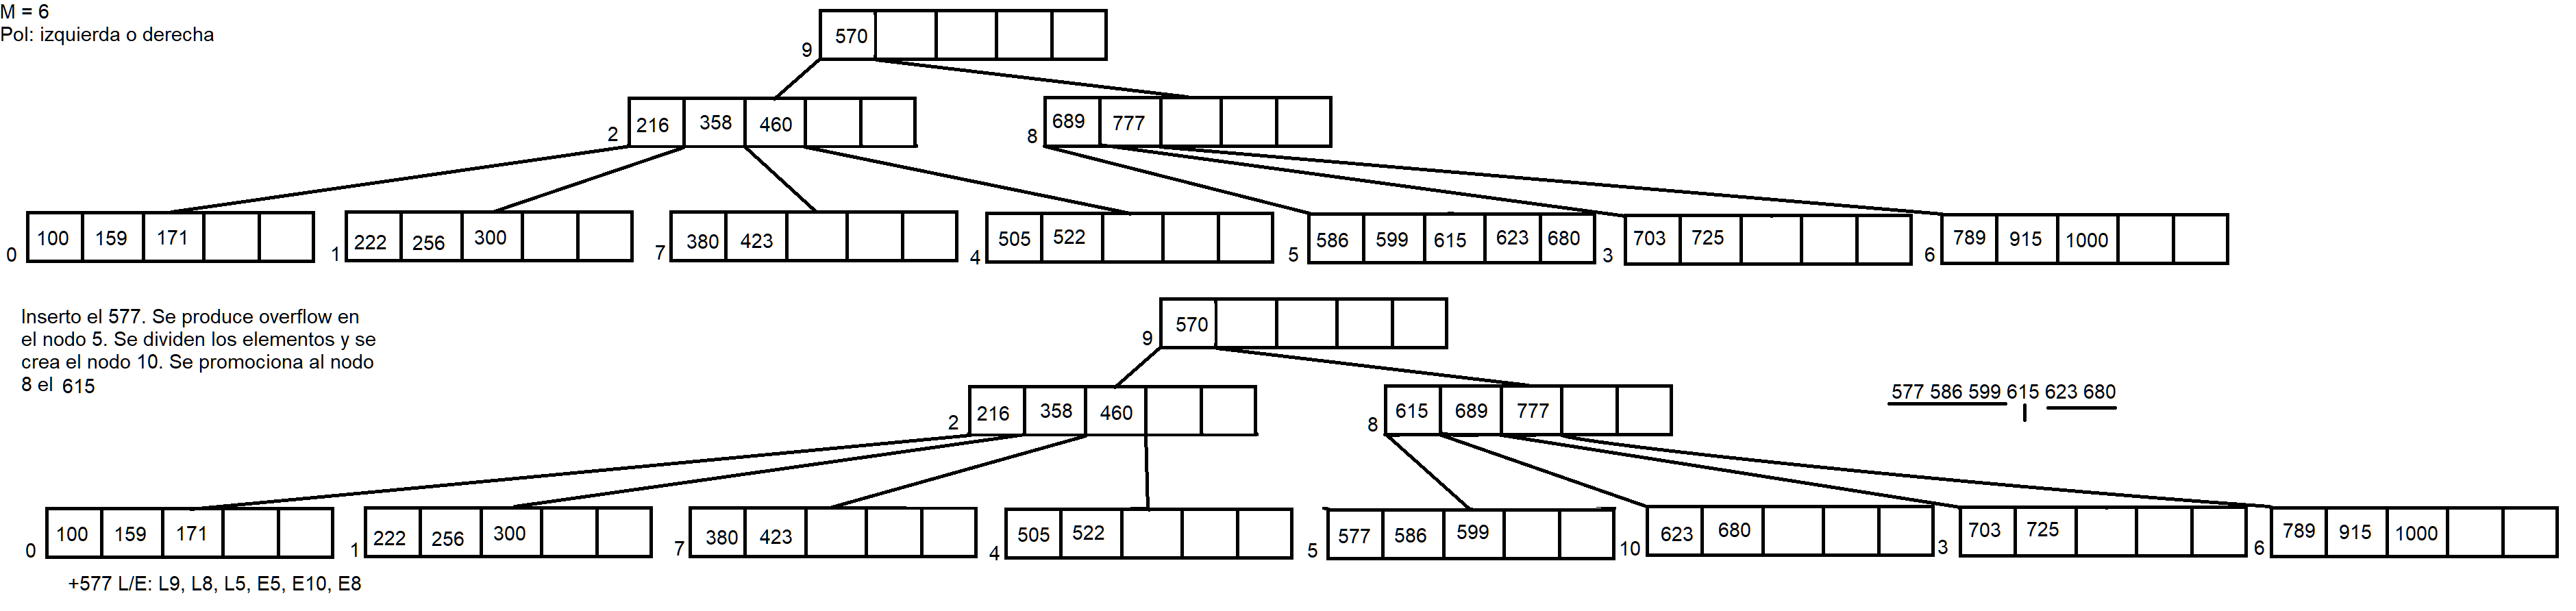 M = 6
Pol: izquierda o derecha
9 570
2 216 358 460
8 689 777
0 100 159 171
1 222 256 300
7 380 423
4 505 522
5 586 599 615 623 680
3 703 725
6 789 915 1000
Inserto el 577. Se produce overflow en
el nodo 5. Se dividen los elementos y se
crea el nodo 10. Se promociona al nodo
8 el 615
9 570
2 216 358 460
8 615 689 777
577 586 599 615 623 680
0 100 159 171
1 222 256 300
7 380 423
4 505 522
5 577 586 599
10 623 680
3 703 725
6 789 915 1000
+577 L/E: L9, L8, L5, E5, E10, E8